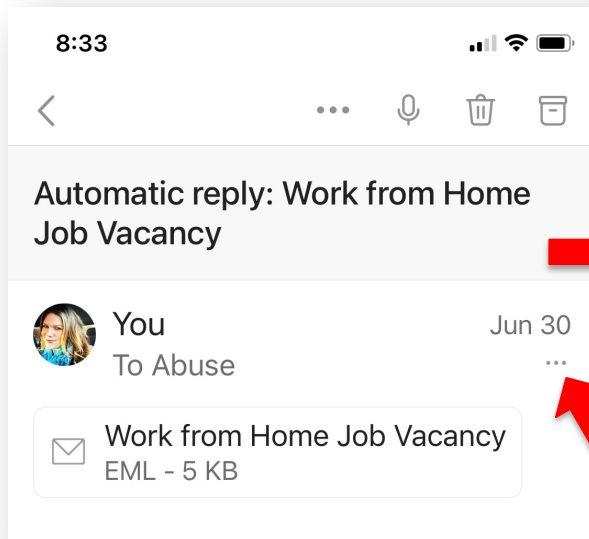 8:33
Automatic reply: Work from Home
Job Vacancy
You
Jun 30
To Abuse
Work from Home Job Vacancy
EML - 5 KB